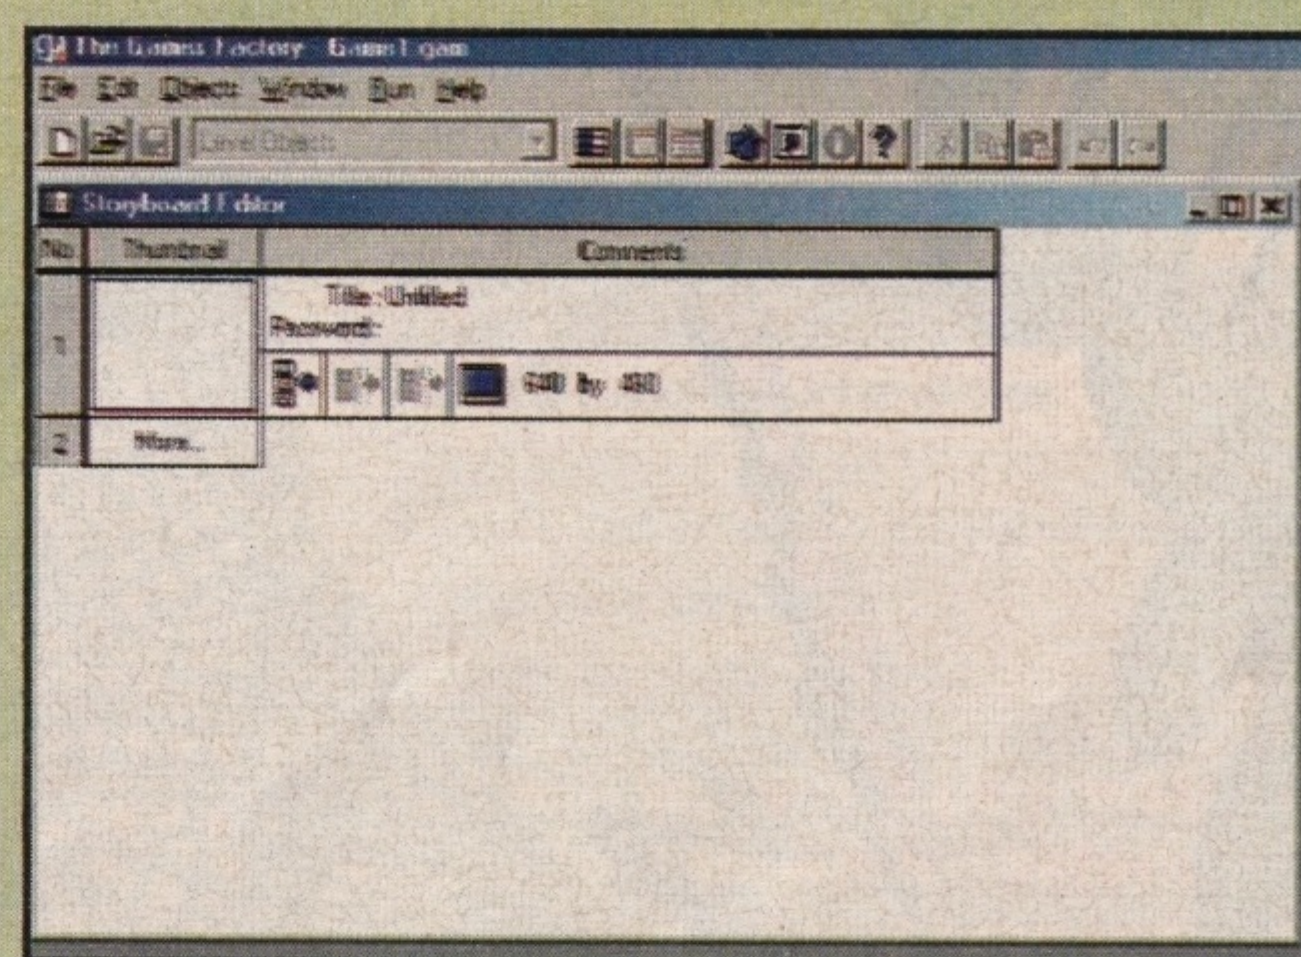 The Games Factory - Game1.gam
File Edit Objects Window Run Help
Level Objects
Storyboard Editor
No. Thumbnail Comments
1
Title : Untitled
Password :
640 by 480
2 More...